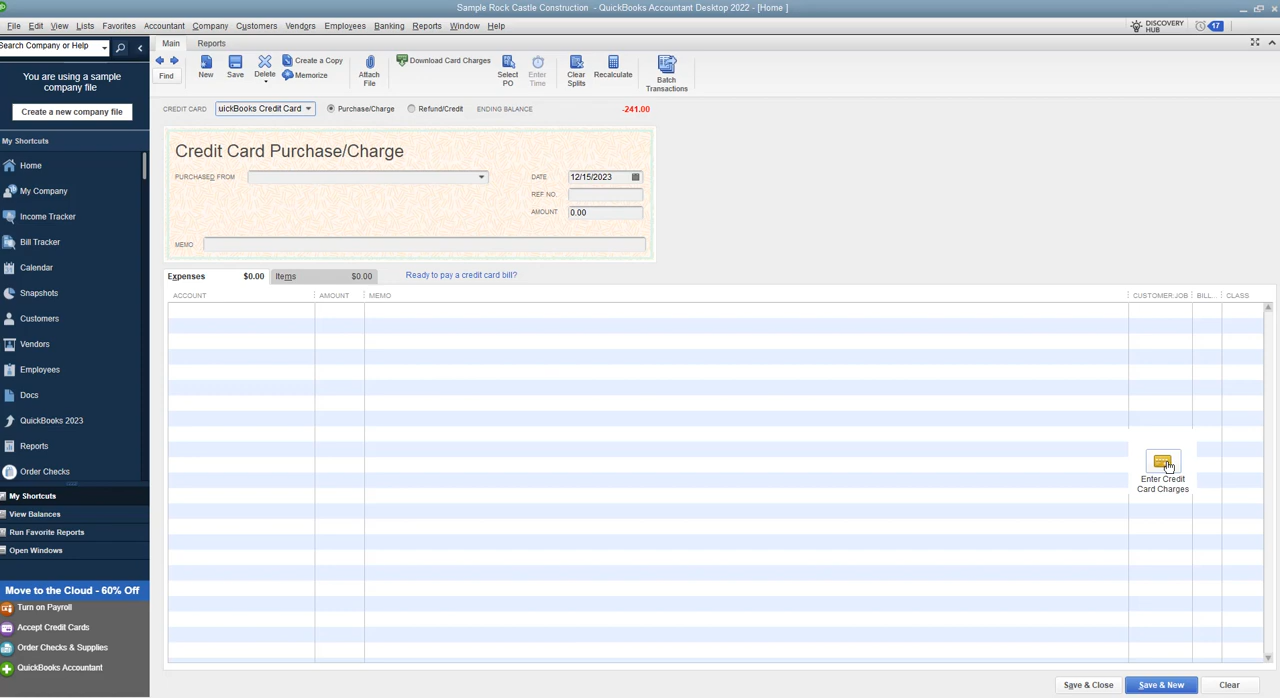 Sample Rock Castle Construction - QuickBooks Accountant Desktop 2022 - [Home ]
File Edit View Lists Favorites Accountant Company Customers Vendors Employees Banking Reports Window Help
DISCOVERY HUB 17
Search Company or Help
Main Reports
Find
New
Save
Delete
Create a Copy
Memorize
Attach File
Download Card Charges
Select PO
Enter Time
Clear Splits
Recalculate
Batch Transactions
You are using a sample
company file
Create a new company file
My Shortcuts
Home
My Company
Income Tracker
Bill Tracker
Calendar
Snapshots
Customers
Vendors
Employees
Docs
QuickBooks 2023
Reports
Order Checks
My Shortcuts
View Balances
Run Favorite Reports
Open Windows
Move to the Cloud - 60% Off
Turn on Payroll
Accept Credit Cards
Order Checks & Supplies
QuickBooks Accountant
CREDIT CARD uickBooks Credit Card Purchase/Charge Refund/Credit ENDING BALANCE -241.00
Credit Card Purchase/Charge
PURCHASED FROM
DATE 12/15/2023
REF NO.
AMOUNT 0.00
MEMO
Expenses $0.00 Items $0.00 Ready to pay a credit card bill?
ACCOUNT AMOUNT MEMO CUSTOMER:JOB BILL... CLASS
Enter Credit
Card Charges
Save & Close Save & New Clear